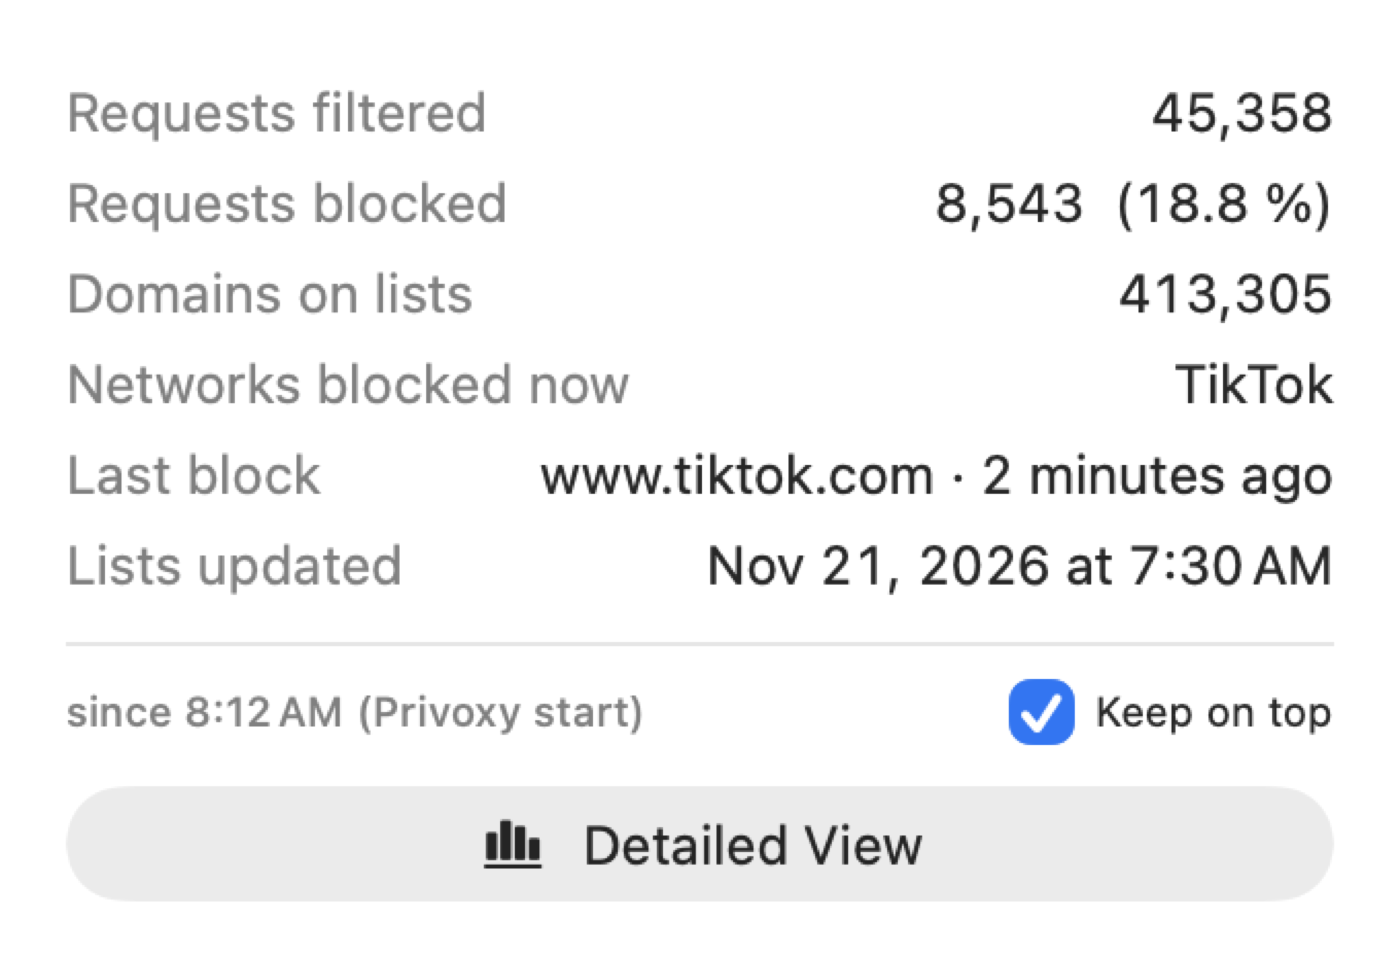 Requests filtered 45,358
Requests blocked 8,543 (18.8 %)
Domains on lists 413,305
Networks blocked now TikTok
Last block www.tiktok.com · 2 minutes ago
Lists updated Nov 21, 2026 at 7:30 AM
since 8:12 AM (Privoxy start) Keep on top
Detailed View